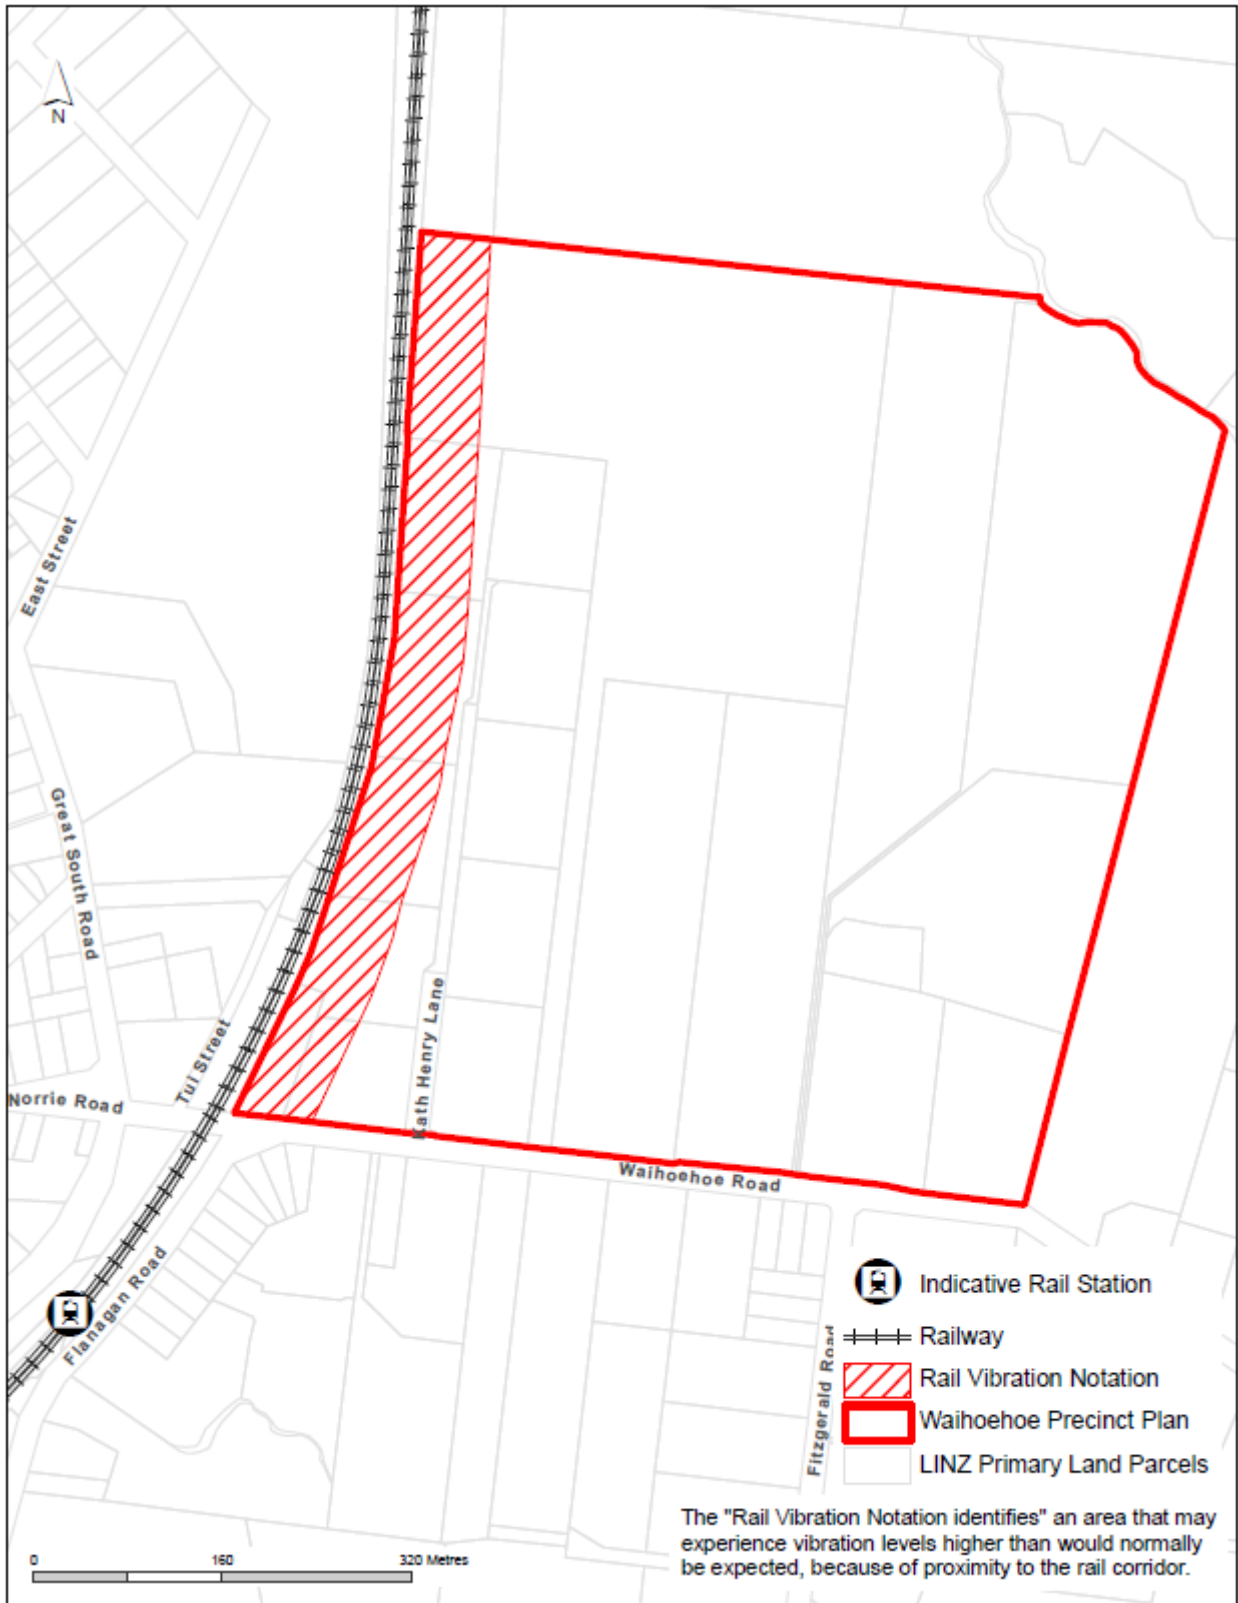 N
East Street
Great South Road
Tui Street
Norrie Road
Kath Henry Lane
Waihoehoe Road
Flanagan Road
Fitzgerald Road
Indicative Rail Station
Railway
Rail Vibration Notation
Waihoehoe Precinct Plan
LINZ Primary Land Parcels
The "Rail Vibration Notation identifies" an area that may
experience vibration levels higher than would normally
be expected, because of proximity to the rail corridor.
0 160 320 Metres